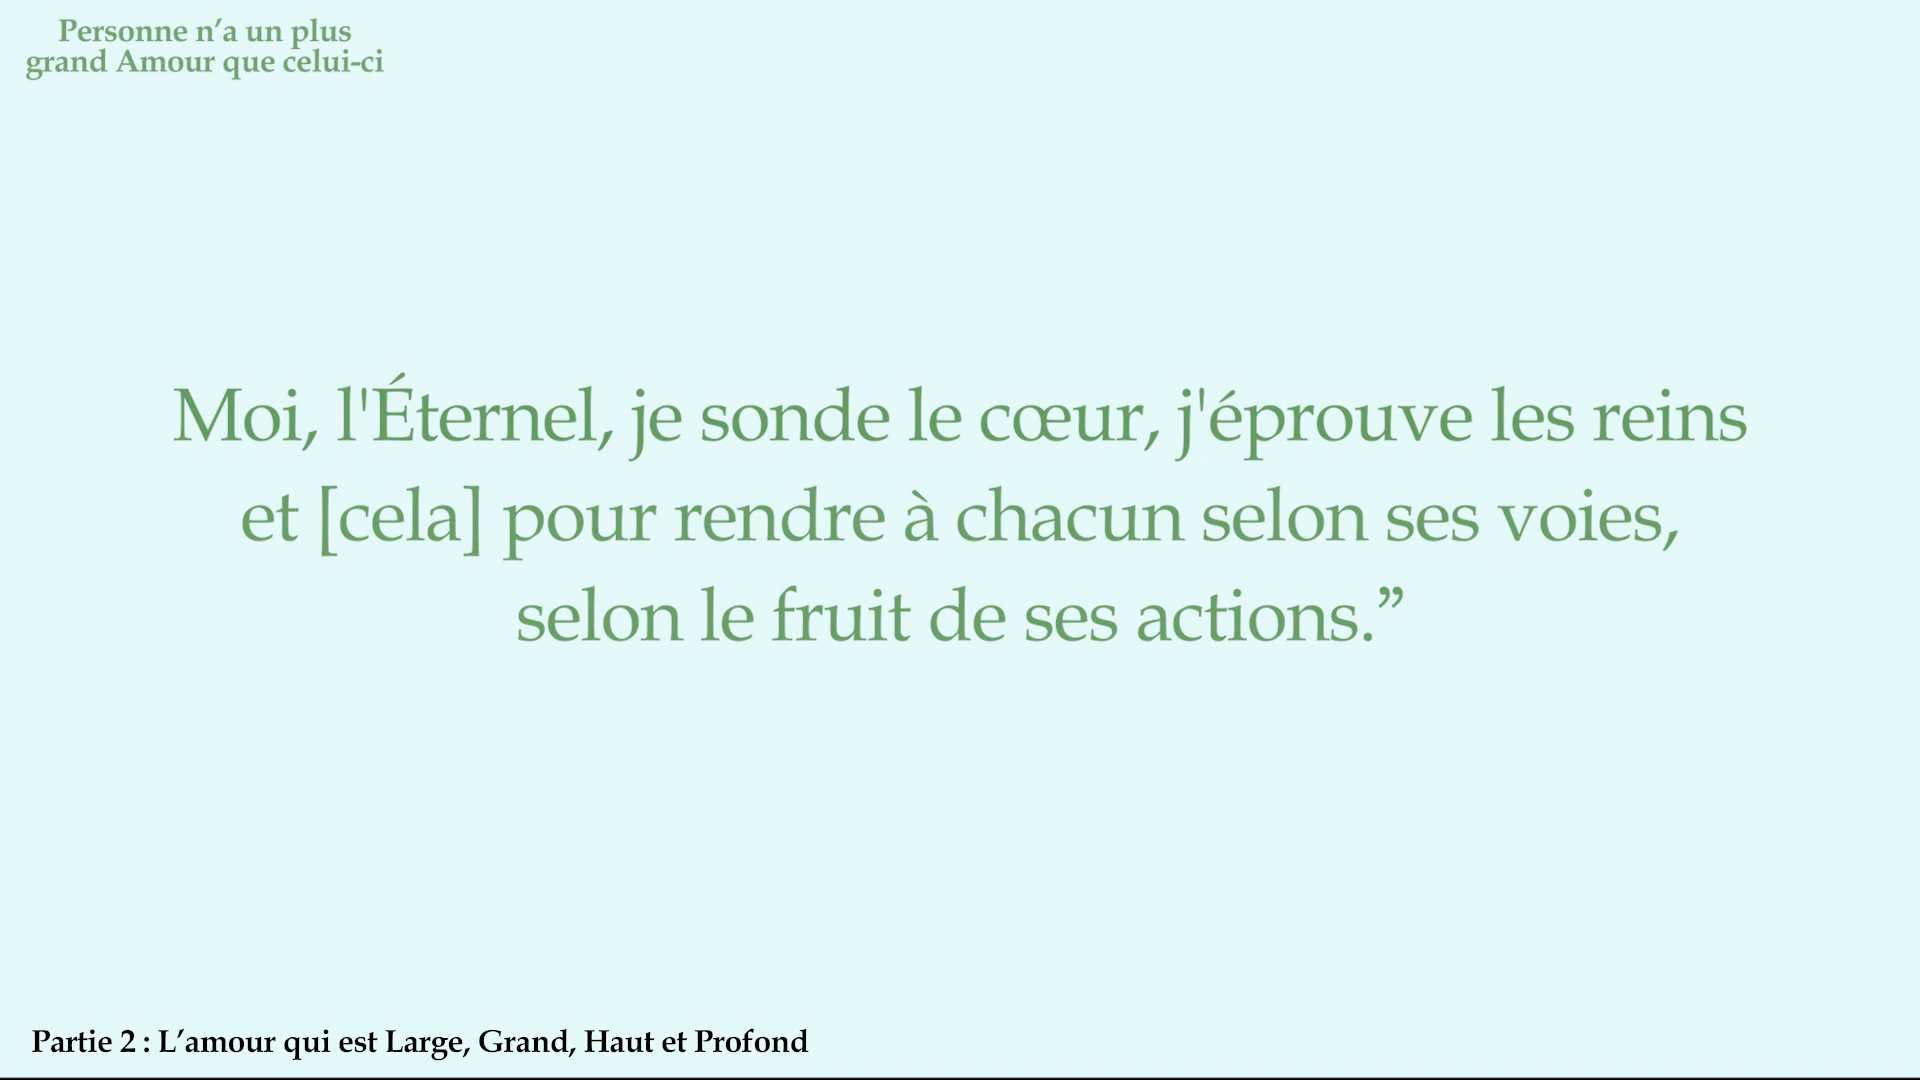 Personne n’a un plus
grand Amour que celui-ci
Moi, l'Éternel, je sonde le cœur, j'éprouve les reins
et [cela] pour rendre à chacun selon ses voies,
selon le fruit de ses actions.”
Partie 2 : L’amour qui est Large, Grand, Haut et Profond